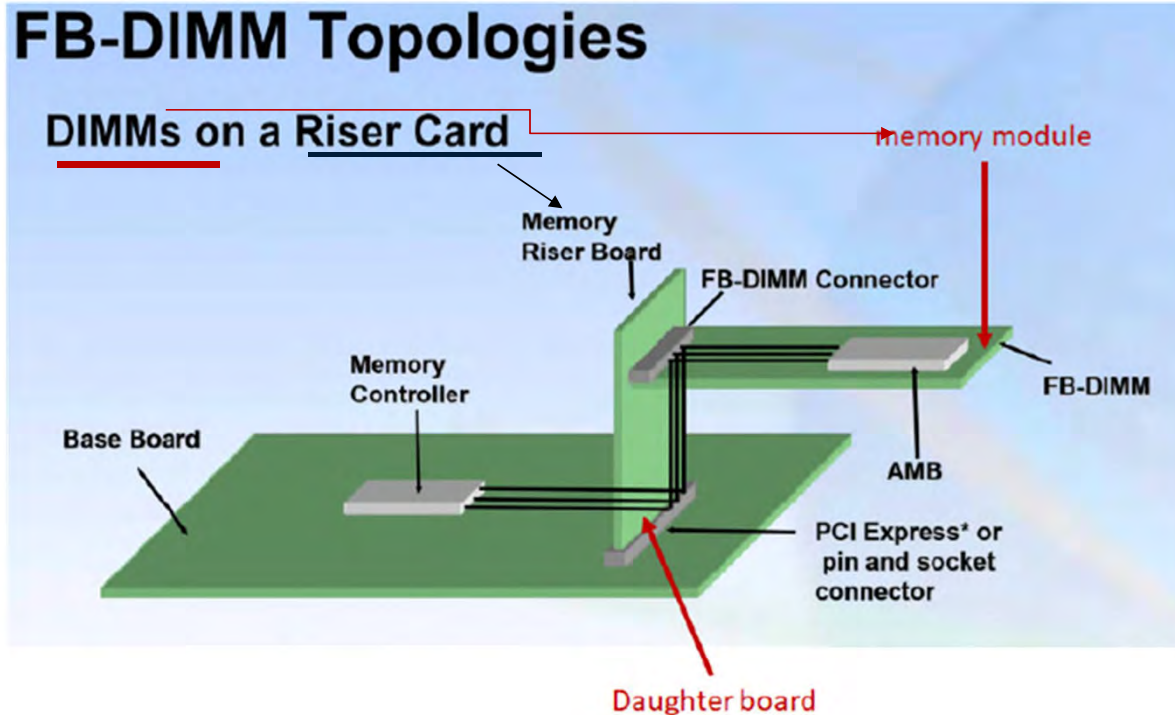 FB-DIMM Topologies
DIMMs on a Riser Card
memory module
Memory
Riser Board
FB-DIMM Connector
Memory
Controller
FB-DIMM
Base Board
AMB
PCI Express* or
pin and socket
connector
Daughter board